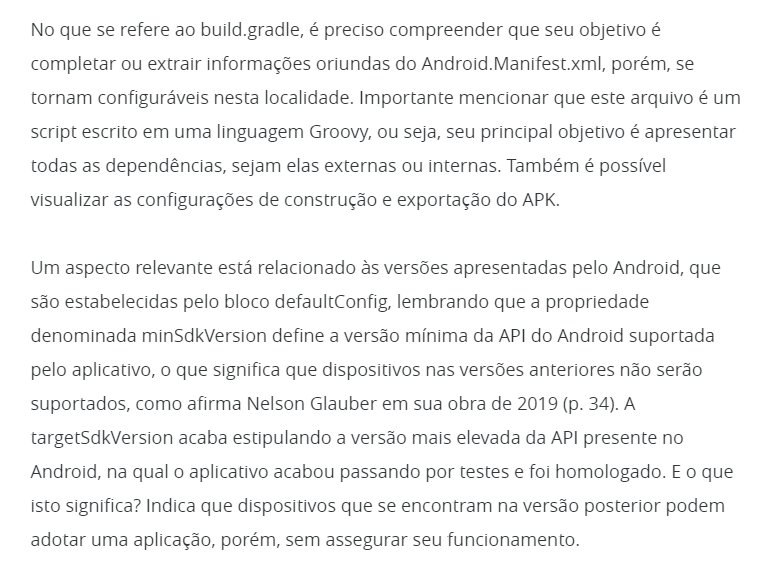 No que se refere ao build.gradle, é preciso compreender que seu objetivo é
completar ou extrair informações oriundas do Android.Manifest.xml, porém, se
tornam configuráveis nesta localidade. Importante mencionar que este arquivo é um
script escrito em uma linguagem Groovy, ou seja, seu principal objetivo é apresentar
todas as dependências, sejam elas externas ou internas. Também é possível
visualizar as configurações de construção e exportação do APK.
Um aspecto relevante está relacionado às versões apresentadas pelo Android, que
são estabelecidas pelo bloco defaultConfig, lembrando que a propriedade
denominada minSdkVersion define a versão mínima da API do Android suportada
pelo aplicativo, o que significa que dispositivos nas versões anteriores não serão
suportados, como afirma Nelson Glauber em sua obra de 2019 (p. 34). A
targetSdkVersion acaba estipulando a versão mais elevada da API presente no
Android, na qual o aplicativo acabou passando por testes e foi homologado. E o que
isto significa? Indica que dispositivos que se encontram na versão posterior podem
adotar uma aplicação, porém, sem assegurar seu funcionamento.